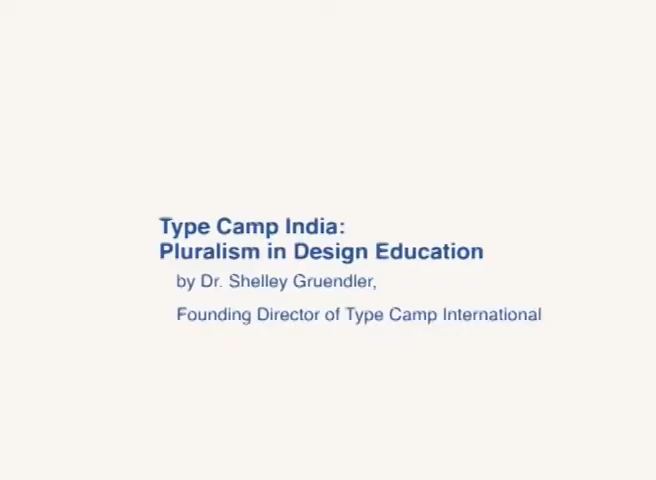 Type Camp India:
Pluralism in Design Education
by Dr. Shelley Gruendler,
Founding Director of Type Camp International